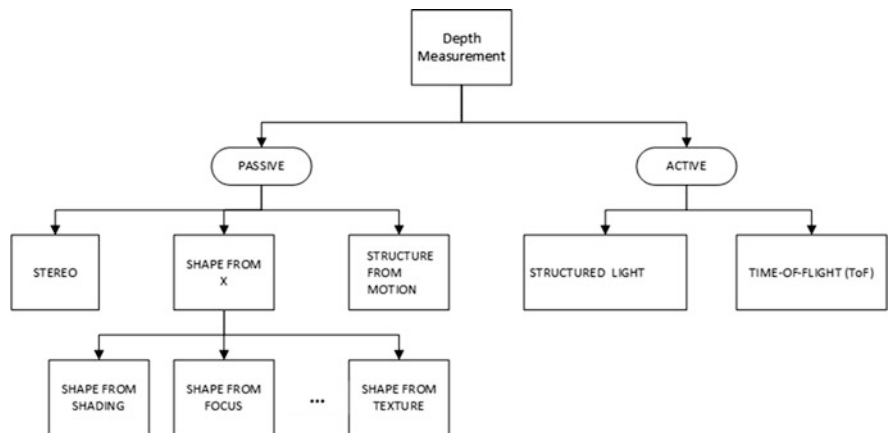 Depth
Measurement
PASSIVE
ACTIVE
STEREO
SHAPE FROM
X
STRUCTURE
FROM
MOTION
STRUCTURED LIGHT
TIME-OF-FLIGHT (ToF)
SHAPE FROM
SHADING
SHAPE FROM
FOCUS
...
SHAPE FROM
TEXTURE